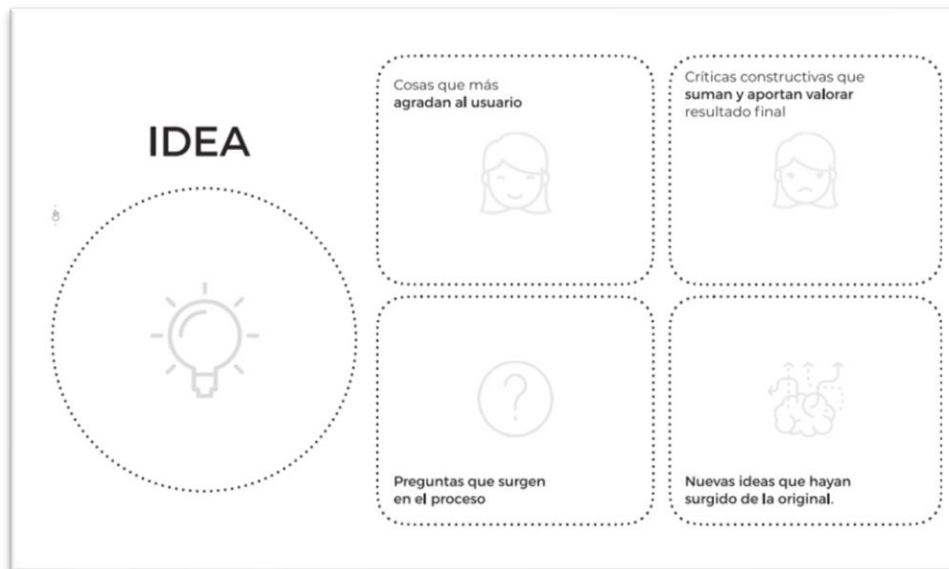 IDEA
Cosas que más
agradan al usuario
Críticas constructivas que
suman y aportan valorar
resultado final
?
Preguntas que surgen
en el proceso
Nuevas ideas que hayan
surgido de la original.